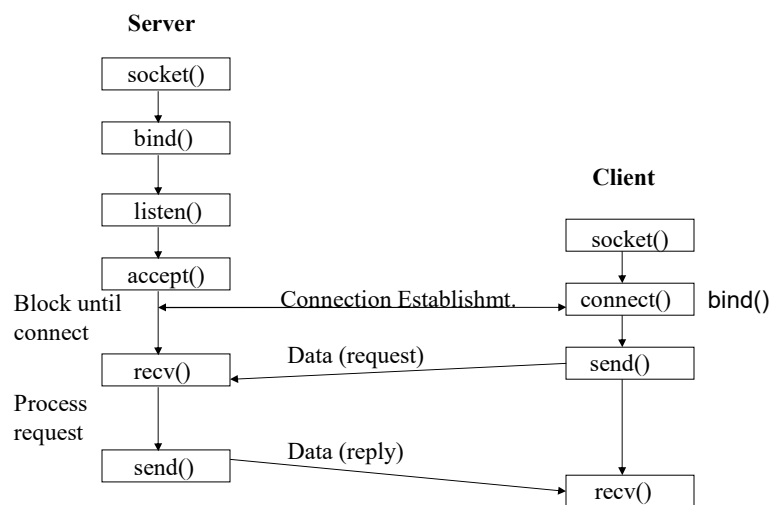 Server
socket()
bind()
listen()
accept()
Block until
connect
recv()
Process
request
send()
Connection Establishmt.
Data (request)
Data (reply)
Client
socket()
connect()
bind()
send()
recv()